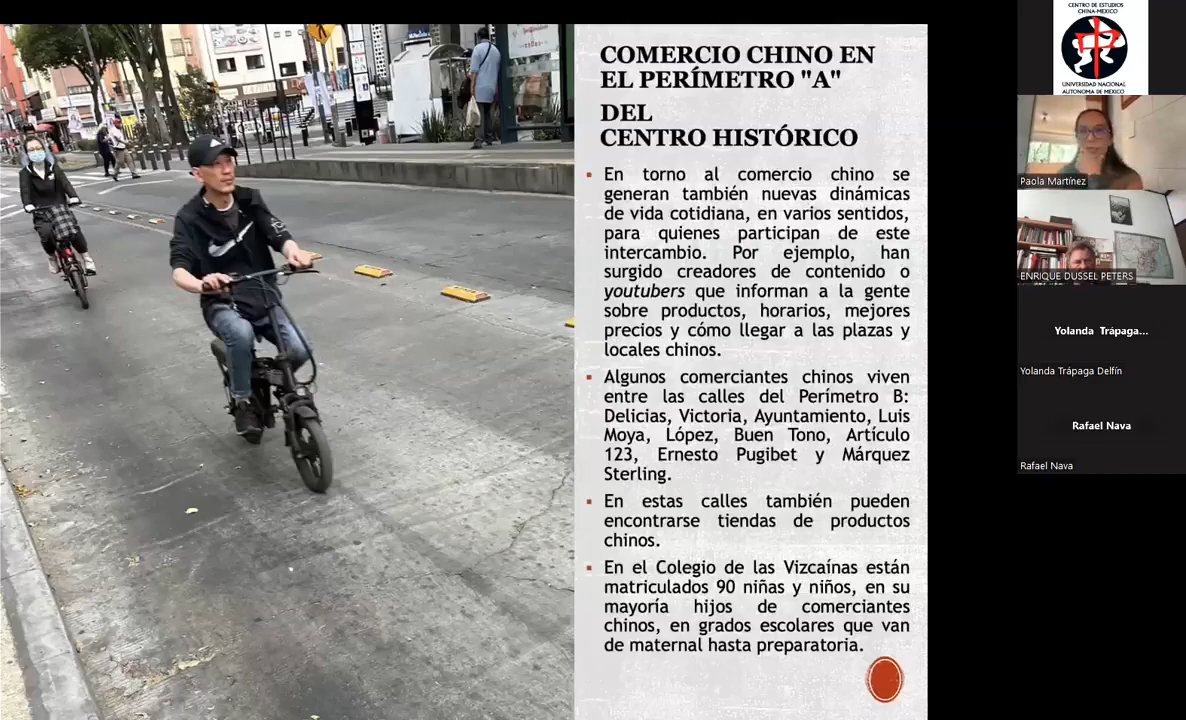 COMERCIO CHINO EN
EL PERÍMETRO "A"
DEL
CENTRO HISTÓRICO
En torno al comercio chino se
generan también nuevas dinámicas
de vida cotidiana, en varios sentidos,
para quienes participan de este
intercambio. Por ejemplo, han
surgido creadores de contenido o
youtubers que informan a la gente
sobre productos, horarios, mejores
precios y cómo llegar a las plazas y
locales chinos.
Algunos comerciantes chinos viven
entre las calles del Perímetro B:
Delicias, Victoria, Ayuntamiento, Luis
Moya, López, Buen Tono, Artículo
123, Ernesto Pugibet y Márquez
Sterling.
En estas calles también pueden
encontrarse tiendas de productos
chinos.
En el Colegio de las Vizcaínas están
matriculados 90 niñas y niños, en su
mayoría hijos de comerciantes
chinos, en grados escolares que van
de maternal hasta preparatoria.
CENTRO DE ESTUDIOS
CHINA-MEXICO
UNIVERSIDAD NACIONAL
AUTONOMA DE MEXICO
Paola Martínez
ENRIQUE DUSSEL PETERS
Yolanda Trápaga...
Yolanda Trápaga Delfín
Rafael Nava
Rafael Nava